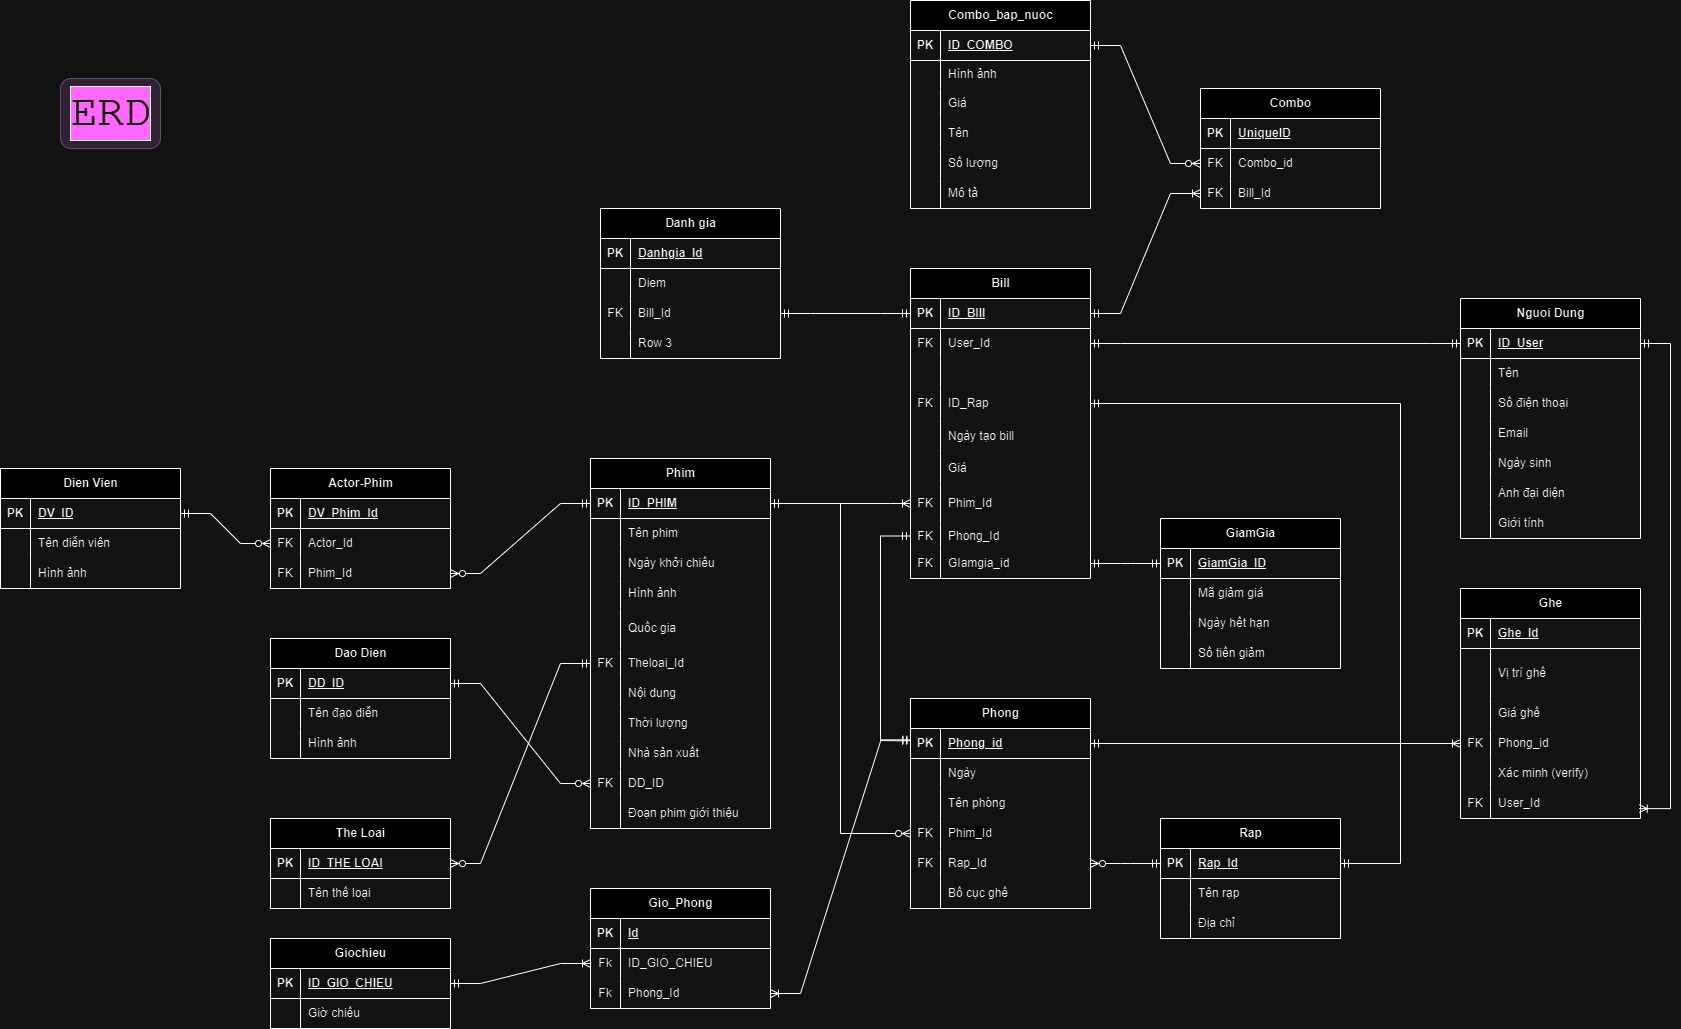 ERD
Combo_bap_nuoc
PK ID_COMBO
Hình ảnh
Giá
Tên
Số lượng
Mô tả
Combo
PK UniqueID
FK Combo_id
FK Bill_Id
Danh gia
PK Danhgia_Id
Diem
FK Bill_Id
Row 3
Bill
PK ID_BIll
FK User_Id
FK ID_Rap
Ngày tạo bill
Giá
FK Phim_Id
FK Phong_Id
FK GIamgia_id
Nguoi Dung
PK ID_User
Tên
Số điện thoại
Email
Ngày sinh
Ảnh đại diện
Giới tính
Dien Vien
PK DV_ID
Tên diễn viên
Hình ảnh
Actor-Phim
PK DV_Phim_Id
FK Actor_Id
FK Phim_Id
Phim
PK ID_PHIM
Tên phim
Ngày khởi chiếu
Hình ảnh
Quốc gia
FK Theloai_Id
Nội dung
Thời lượng
Nhà sản xuất
FK DD_ID
Đoạn phim giới thiệu
GiamGia
PK GiamGia_ID
Mã giảm giá
Ngày hết hạn
Số tiền giảm
Ghe
PK Ghe_Id
Vị trí ghế
Giá ghế
FK Phong_id
Xác minh (verify)
FK User_Id
Dao Dien
PK DD_ID
Tên đạo diễn
Hình ảnh
Phong
PK Phong_id
Ngày
Tên phòng
FK Phim_Id
FK Rap_Id
Bố cục ghế
The Loai
PK ID_THE LOAI
Tên thể loại
Rap
PK Rap_Id
Tên rạp
Địa chỉ
Gio_Phong
PK Id
Fk ID_GIO_CHIEU
Fk Phong_Id
Giochieu
PK ID_GIO_CHIEU
Giờ chiếu